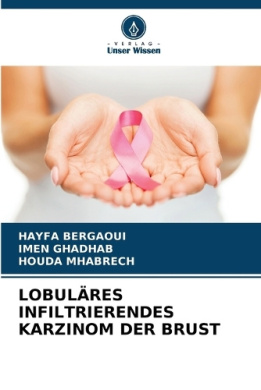 VERLAG
Unser Wissen
HAYFA BERGAOUI
IMEN GHADHAB
HOUDA MHABRECH
LOBULÄRES
INFILTRIERENDES
KARZINOM DER BRUST